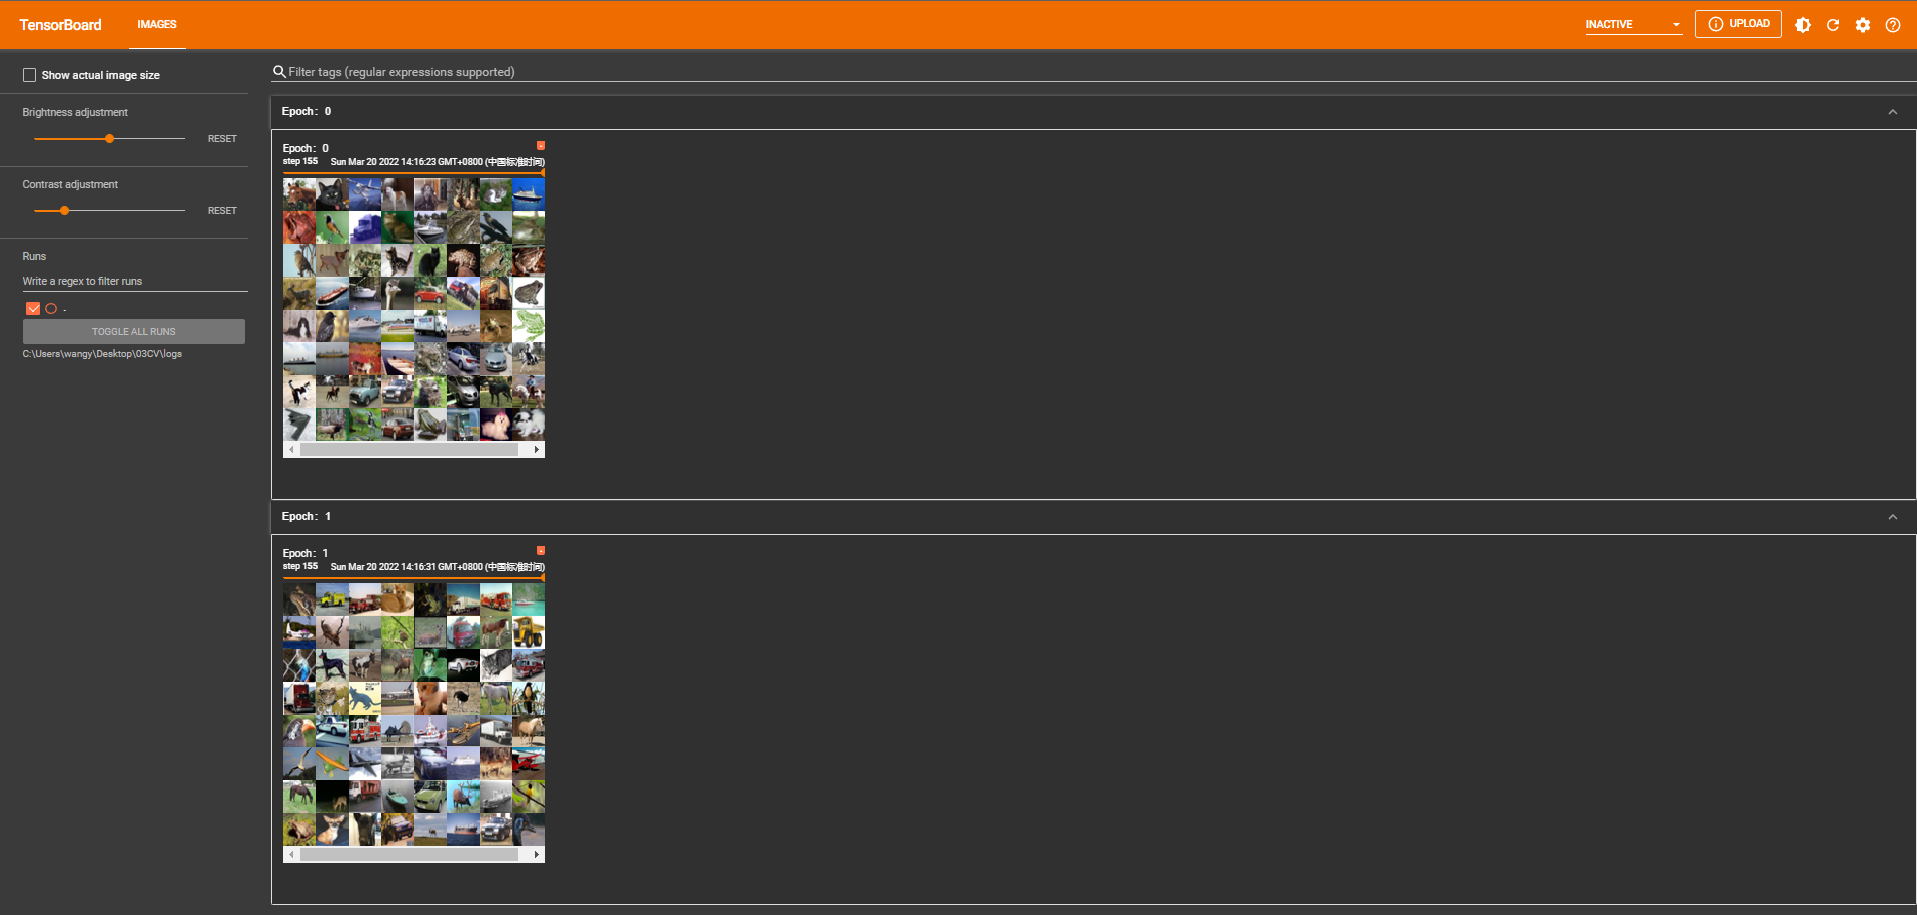 TensorBoard
IMAGES
INACTIVE
UPLOAD
Show actual image size
Filter tags (regular expressions supported)
Brightness adjustment
RESET
Contrast adjustment
RESET
Runs
Write a regex to filter runs
.
TOGGLE ALL RUNS
C:\Users\wangy\Desktop\03CV\logs
Epoch: 0
Epoch: 0
step 155 Sun Mar 20 2022 14:16:23 GMT+0800 (中国标准时间)
Epoch: 1
Epoch: 1
step 155 Sun Mar 20 2022 14:16:31 GMT+0800 (中国标准时间)